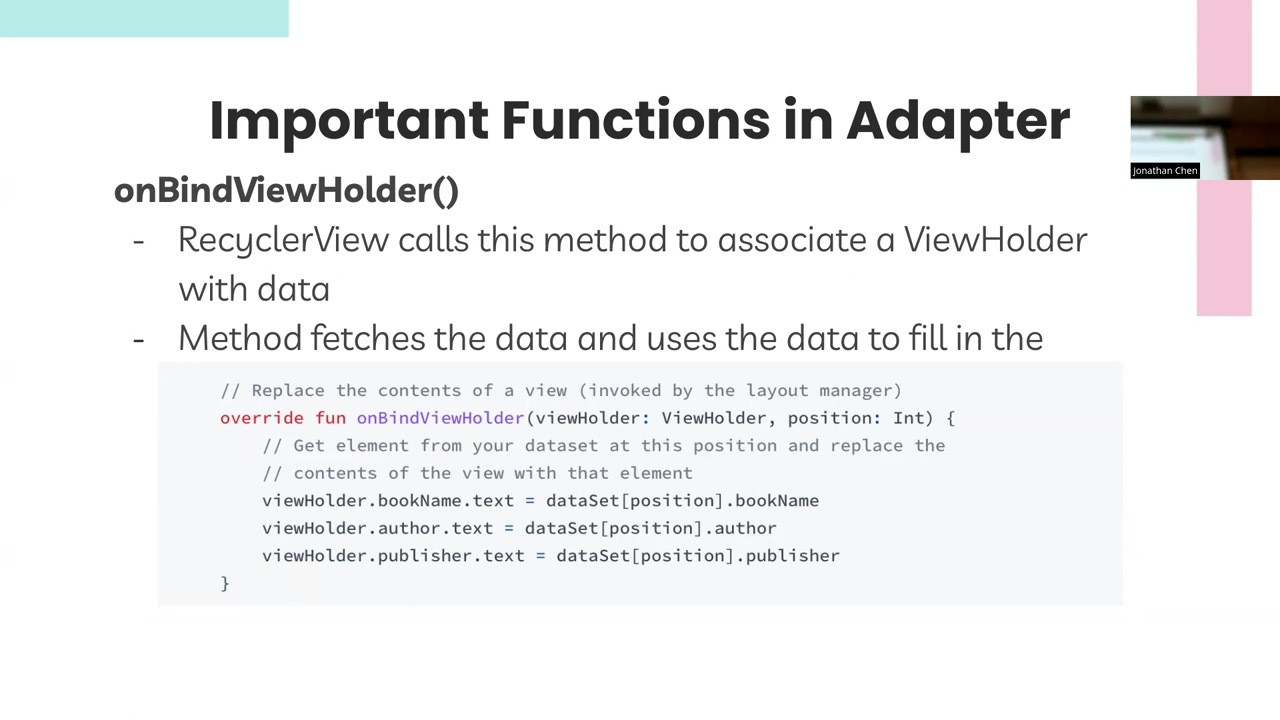 Important Functions in Adapter
Jonathan Chen
onBindViewHolder()
- RecyclerView calls this method to associate a ViewHolder
with data
- Method fetches the data and uses the data to fill in the
// Replace the contents of a view (invoked by the layout manager)
override fun onBindViewHolder(viewHolder: ViewHolder, position: Int) {
// Get element from your dataset at this position and replace the
// contents of the view with that element
viewHolder.bookName.text = dataSet[position].bookName
viewHolder.author.text = dataSet[position].author
viewHolder.publisher.text = dataSet[position].publisher
}